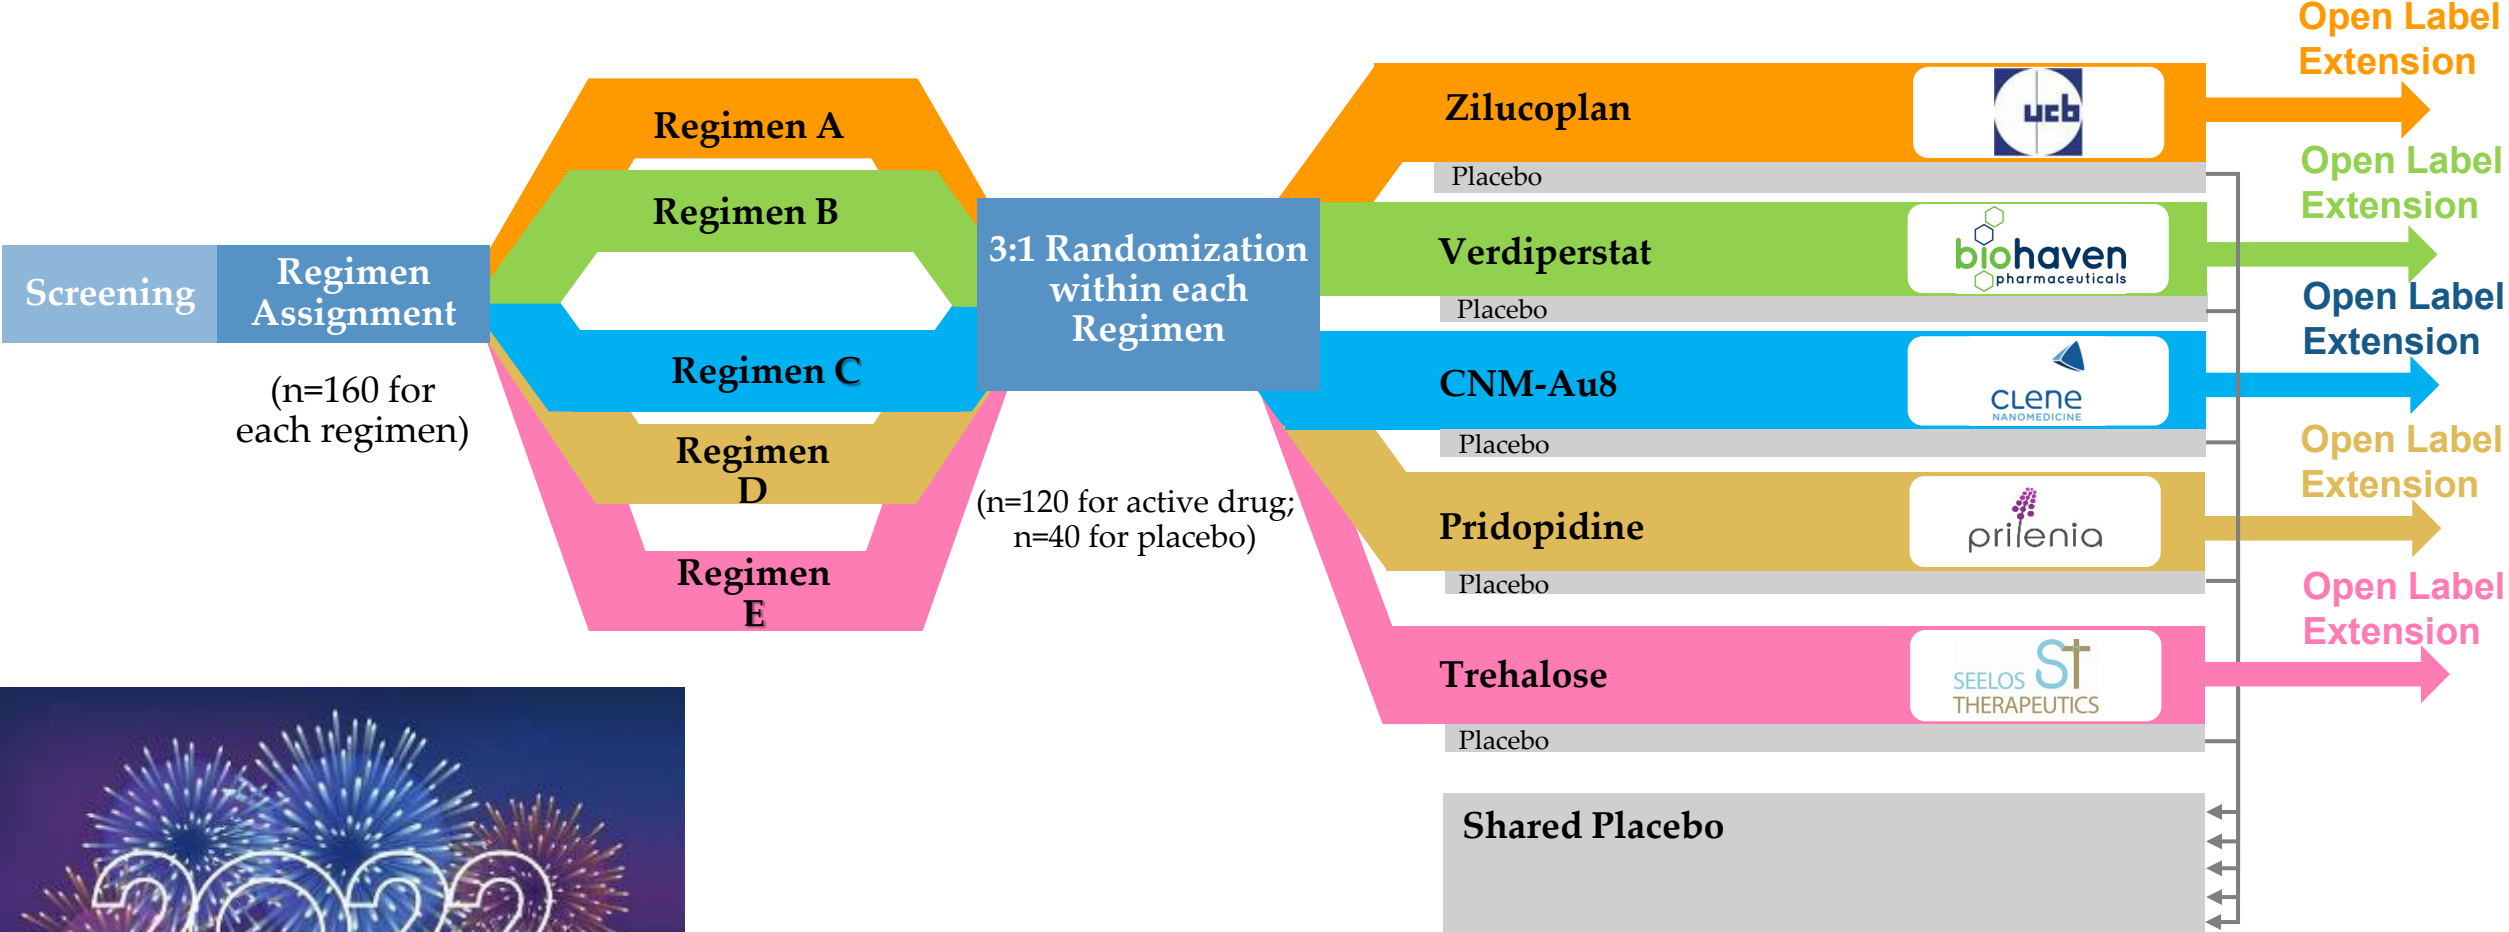 Screening
Regimen
Assignment
(n=160 for
each regimen)
Regimen A
Regimen B
Regimen C
Regimen
D
Regimen
E
3:1 Randomization
within each
Regimen
(n=120 for active drug;
n=40 for placebo)
Zilucoplan
ucb
Placebo
Verdiperstat
biohaven
pharmaceuticals
Placebo
CNM-Au8
CLENE
NANOMEDICINE
Placebo
Pridopidine
prilenia
Placebo
Trehalose
SEELOS ST
THERAPEUTICS
Placebo
Shared Placebo
Open Label
Extension
Open Label
Extension
Open Label
Extension
Open Label
Extension
Open Label
Extension
2022